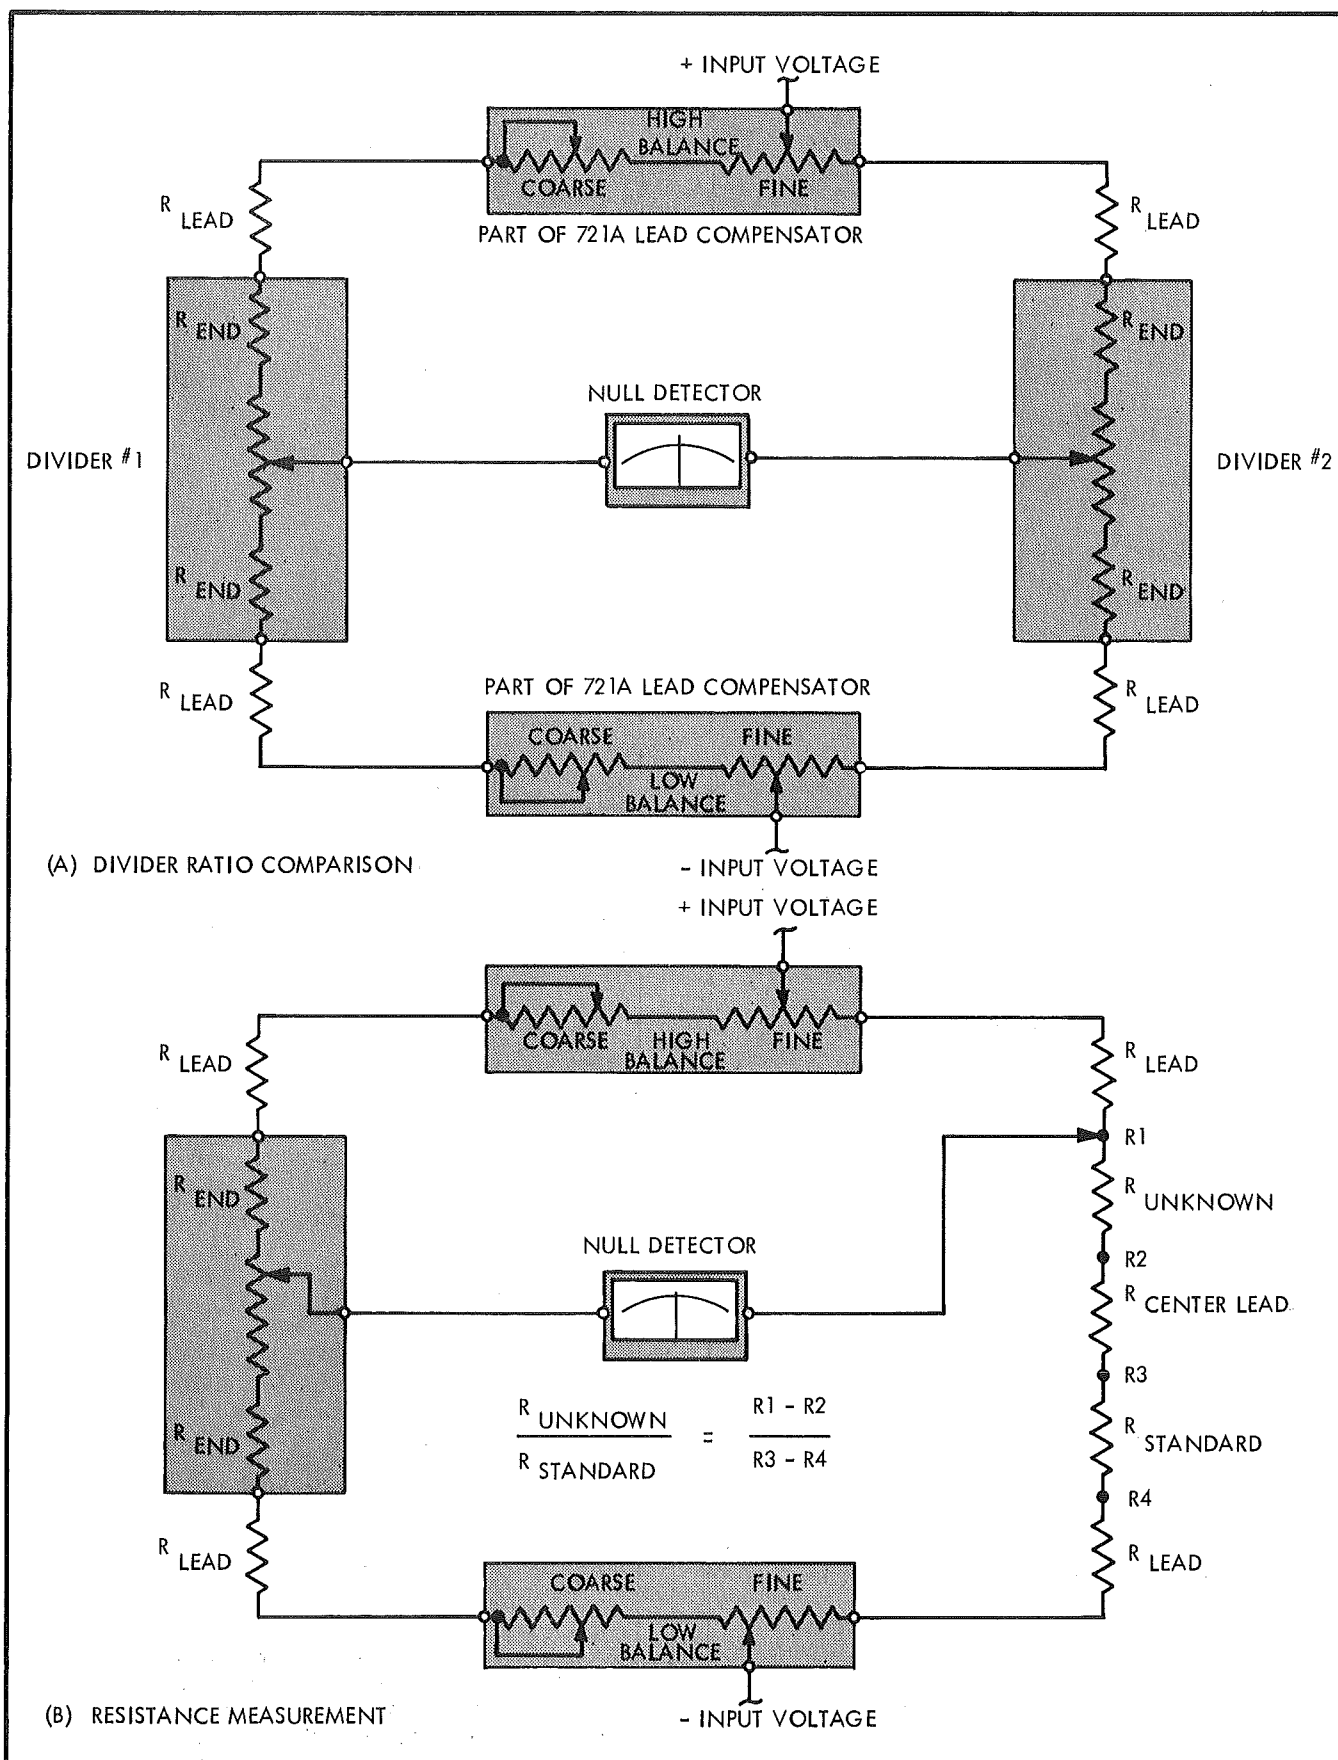 + INPUT VOLTAGE
HIGH
BALANCE
COARSE
FINE
PART OF 721A LEAD COMPENSATOR
R LEAD
R LEAD
R END
R END
NULL DETECTOR
DIVIDER #1
DIVIDER #2
R END
R END
R LEAD
R LEAD
PART OF 721A LEAD COMPENSATOR
COARSE
FINE
LOW
BALANCE
(A) DIVIDER RATIO COMPARISON
- INPUT VOLTAGE
+ INPUT VOLTAGE
COARSE
HIGH
BALANCE
FINE
R LEAD
R LEAD
R1
R END
R UNKNOWN
NULL DETECTOR
R2
R CENTER LEAD
R3
R UNKNOWN
R STANDARD
=
R1 - R2
R3 - R4
R END
R STANDARD
R4
R LEAD
R LEAD
COARSE
FINE
LOW
BALANCE
(B) RESISTANCE MEASUREMENT
- INPUT VOLTAGE